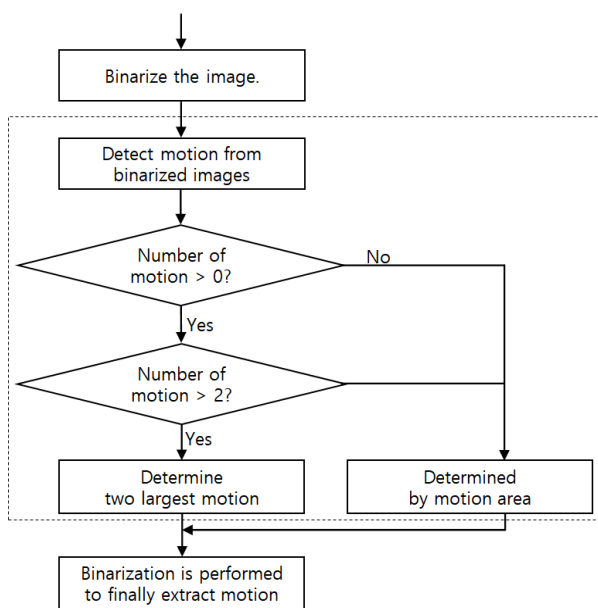 Binarize the image.
Detect motion from
binarized images
Number of
motion > 0?
No
Yes
Number of
motion > 2?
Yes
Determine
two largest motion
Determined
by motion area
Binarization is performed
to finally extract motion